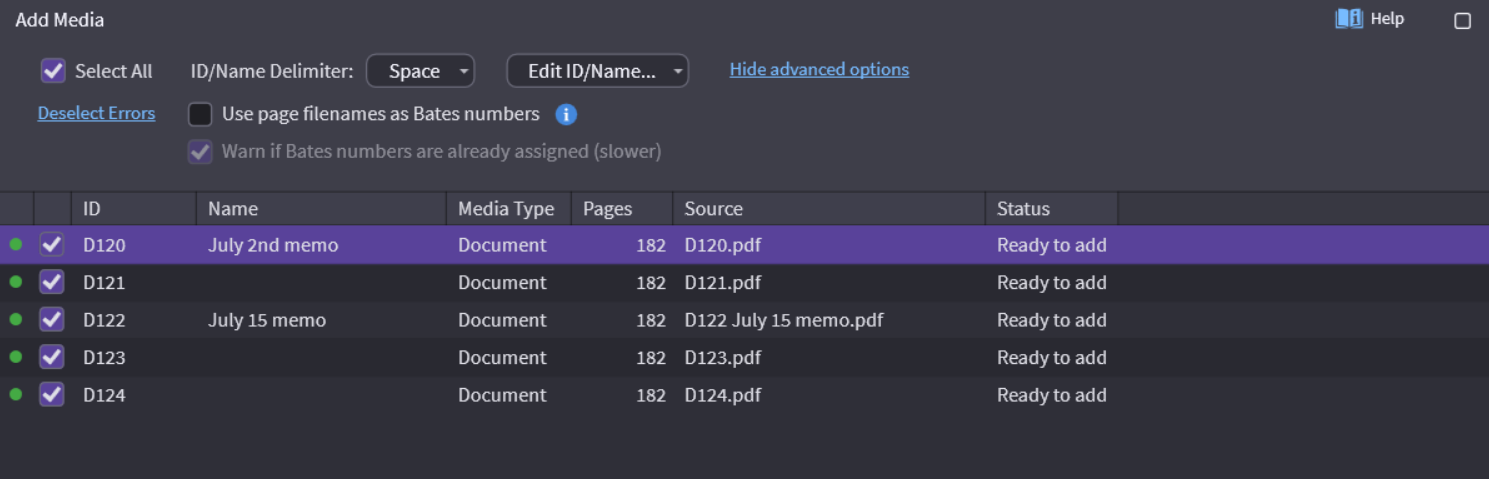 Add Media
Help
Select All ID/Name Delimiter: Space Edit ID/Name... Hide advanced options
Deselect Errors Use page filenames as Bates numbers i
Warn if Bates numbers are already assigned (slower)
ID Name Media Type Pages Source Status
D120 July 2nd memo Document 182 D120.pdf Ready to add
D121 Document 182 D121.pdf Ready to add
D122 July 15 memo Document 182 D122 July 15 memo.pdf Ready to add
D123 Document 182 D123.pdf Ready to add
D124 Document 182 D124.pdf Ready to add